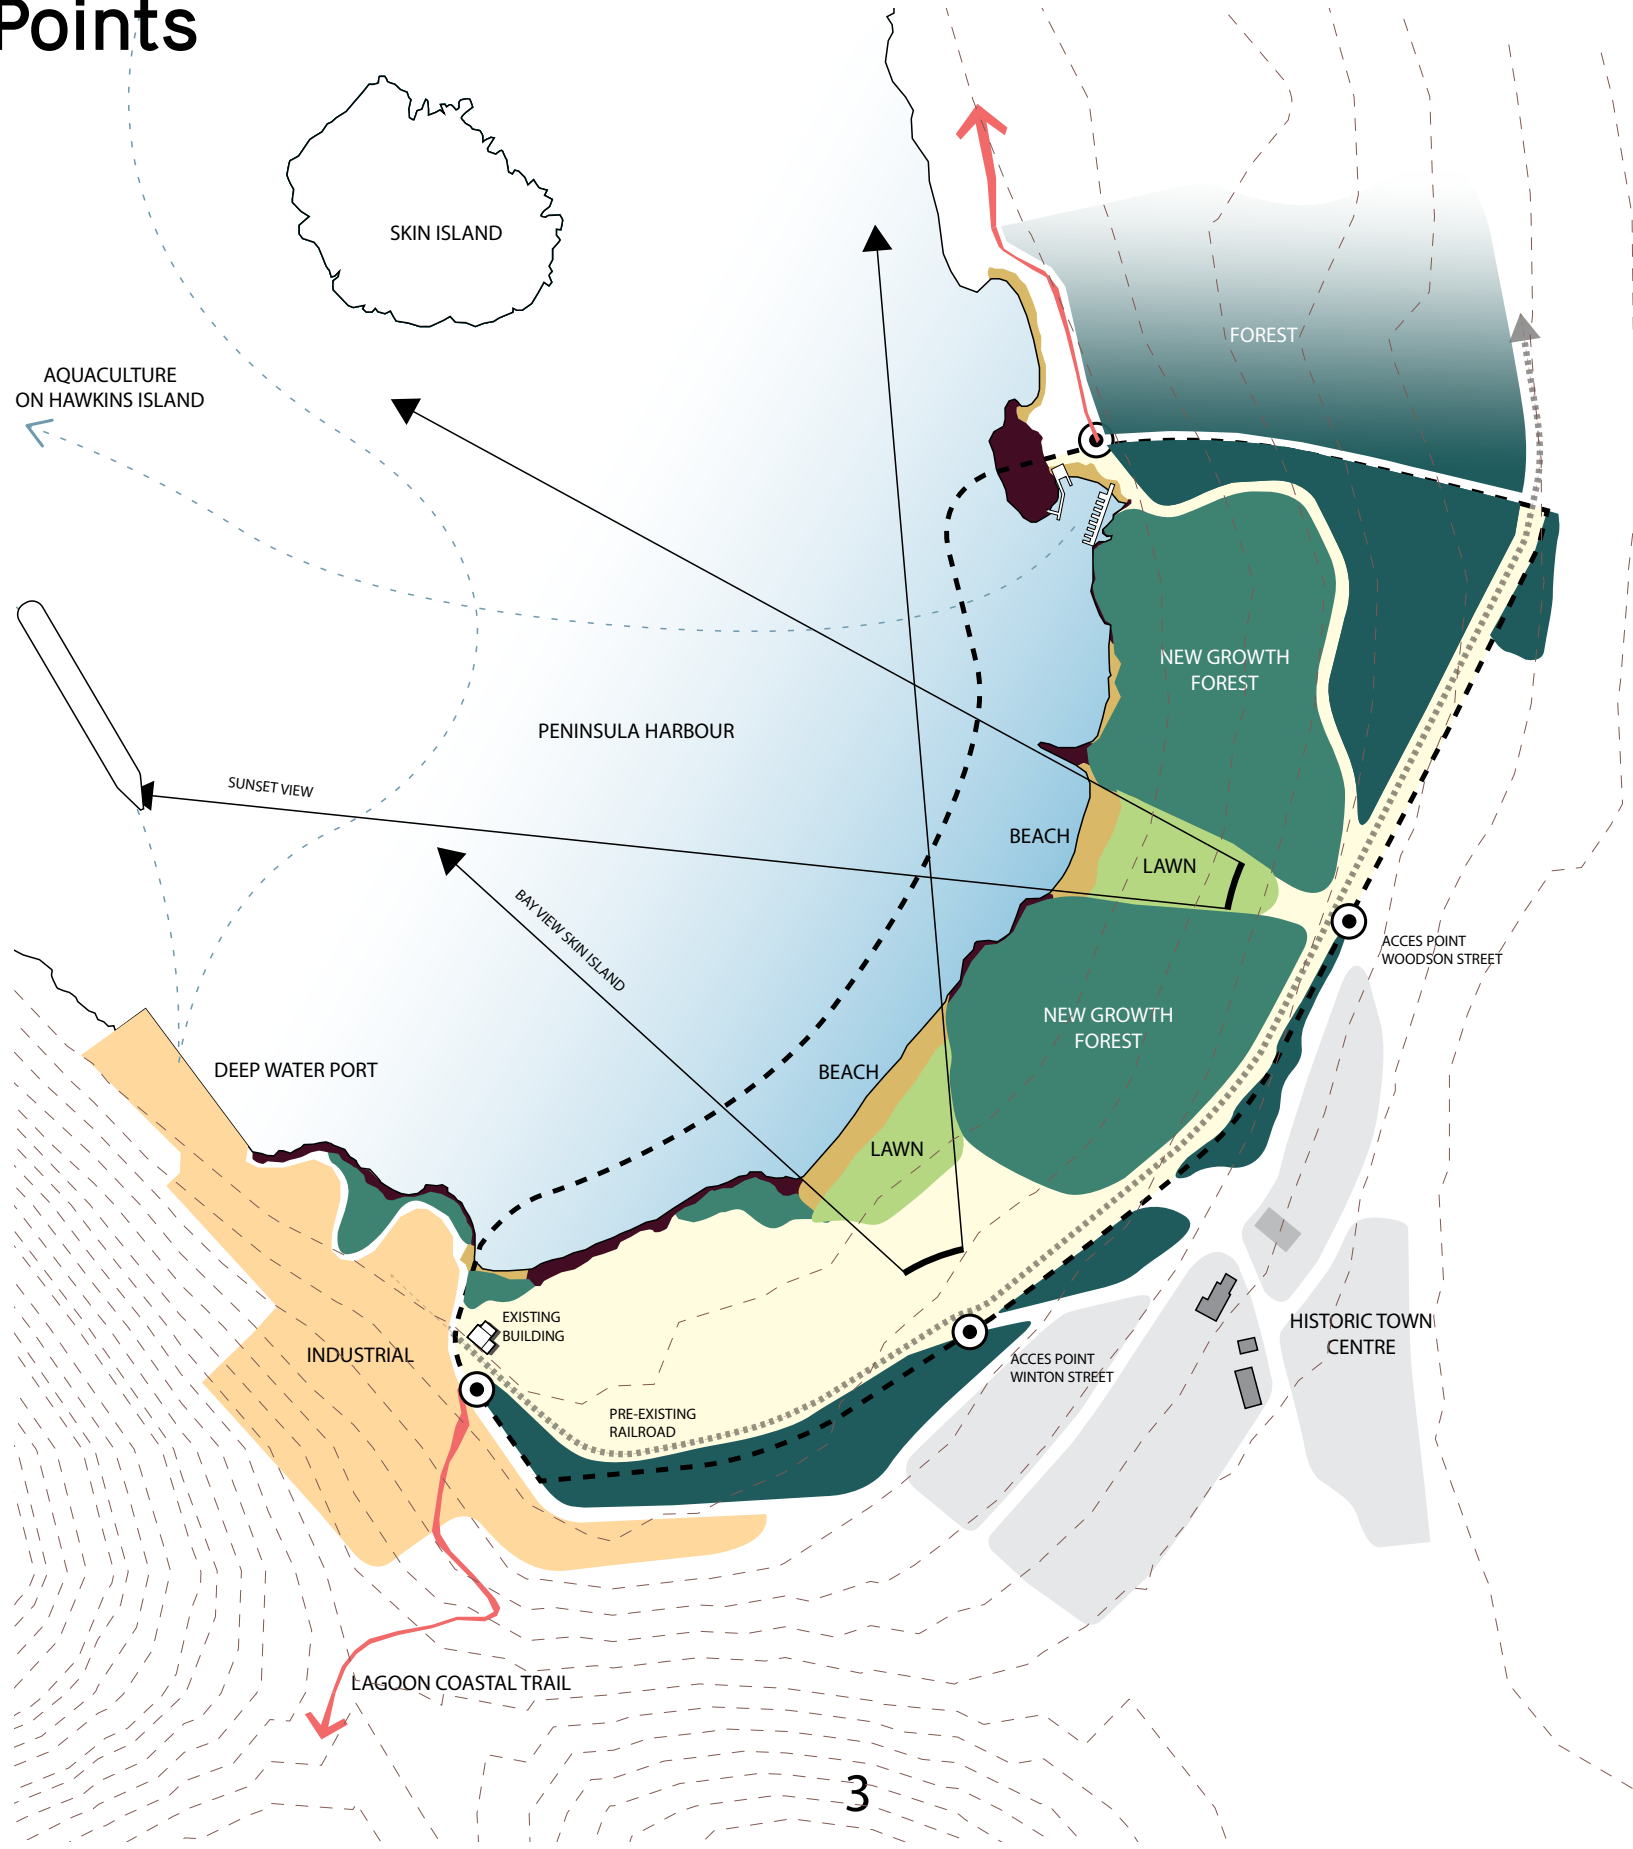 Points
SKIN ISLAND
FOREST
AQUACULTURE
ON HAWKINS ISLAND
NEW GROWTH
FOREST
PENINSULA HARBOUR
SUNSET VIEW
BEACH
LAWN
BAY VIEW SKIN ISLAND
ACCES POINT
WOODSON STREET
NEW GROWTH
FOREST
DEEP WATER PORT
BEACH
LAWN
EXISTING
BUILDING
HISTORIC TOWN
CENTRE
INDUSTRIAL
ACCES POINT
WINTON STREET
PRE-EXISTING
RAILROAD
LAGOON COASTAL TRAIL
3